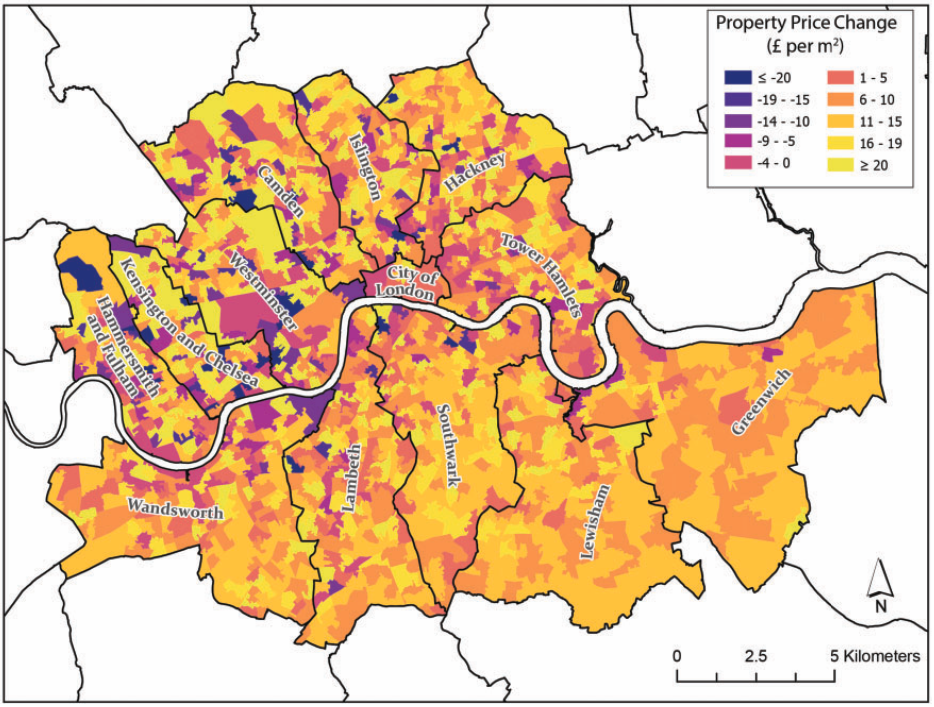 Property Price Change
(£ per m²)
≤ -20
-19 - -15
-14 - -10
-9 - -5
-4 - 0
1 - 5
6 - 10
11 - 15
16 - 19
≥ 20
Camden
Islington
Hackney
Tower Hamlets
City of
London
Westminster
Kensington and Chelsea
Hammersmith
and Fulham
Wandsworth
Lambeth
Southwark
Lewisham
Greenwich
N
0 2.5 5 Kilometers